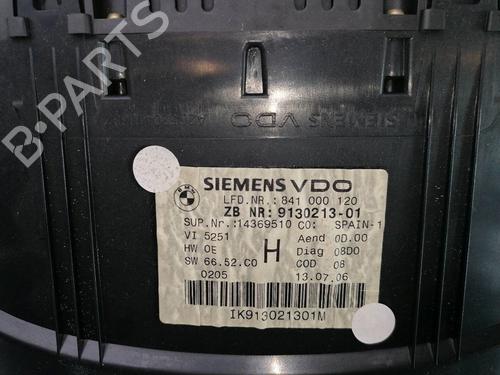 B-PARTS
SIEMENS VDO
BMW
SIEMENS VDO
LFD.NR.: 841 000 120
ZB NR: 9130213-01
SUP.Nr.:14369510 CO: SPAIN-1
VI 5251 Aend 0D.00
HW 0E H Diag 08D0
SW 66.52.C0 COD 08
0205 13.07.06
IK913021301M